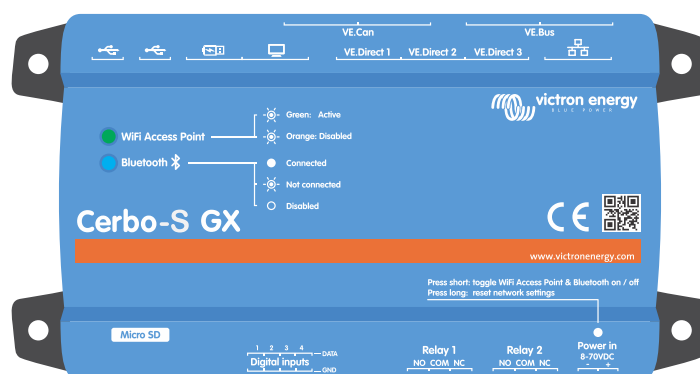 VE.Can
VE.Bus
VE.Direct 1
VE.Direct 2
VE.Direct 3
victron energy
BLUE POWER
Green: Active
WiFi Access Point
Orange: Disabled
Bluetooth
Connected
Not connected
Disabled
Cerbo-S GX
CE
www.victronenergy.com
Press short: toggle WiFi Access Point & Bluetooth on / off
Press long: reset network settings
Micro SD
1 2 3 4
DATA
Digital inputs
GND
Relay 1
NO COM NC
Relay 2
NO COM NC
Power in
8-70VDC
- +